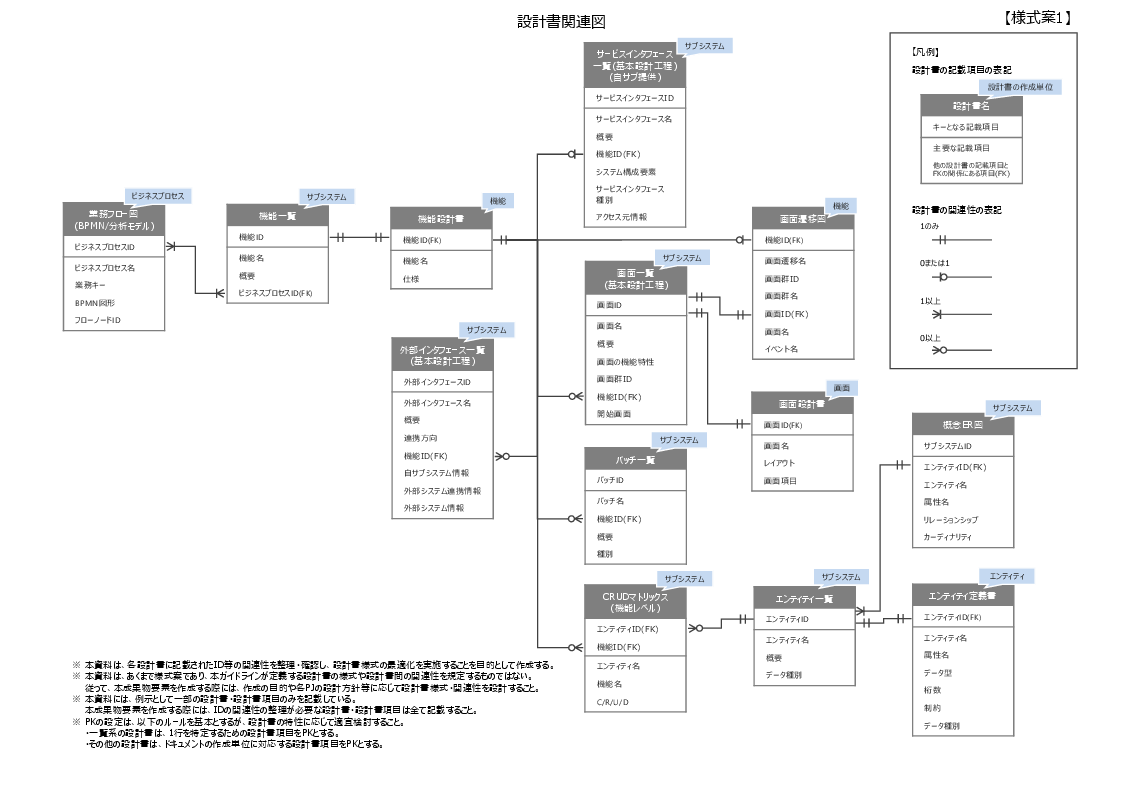 設計書関連図
【様式案1】
サブシステム
サービスインタフェース
一覧(基本設計工程)
(自サブ提供)
サービスインタフェースID
サービスインタフェース名
概要
機能ID(FK)
システム構成要素
サービスインタフェース
種別
アクセス元情報
【凡例】
設計書の記載項目の表記
設計書の作成単位
設計書名
キーとなる記載項目
主要な記載項目
他の設計書の記載項目と
FKの関係にある項目(FK)
設計書の関連性の表記
1のみ
0または1
1以上
0以上
ビジネスプロセス
業務フロー図
(BPMN/分析モデル)
ビジネスプロセスID
ビジネスプロセス名
業務キー
BPMN図形
フローノードID
サブシステム
機能一覧
機能ID
機能名
概要
ビジネスプロセスID(FK)
機能
機能設計書
機能ID(FK)
機能名
仕様
機能
画面遷移図
機能ID(FK)
画面遷移名
画面群ID
画面群名
画面ID(FK)
画面名
イベント名
サブシステム
画面一覧
(基本設計工程)
画面ID
画面名
概要
画面の機能特性
画面群ID
機能ID(FK)
開始画面
サブシステム
外部インタフェース一覧
(基本設計工程)
外部インタフェースID
外部インタフェース名
概要
連携方向
機能ID(FK)
自サブシステム情報
外部システム連携情報
外部システム情報
画面
画面設計書
画面ID(FK)
画面名
レイアウト
画面項目
サブシステム
バッチ一覧
バッチID
バッチ名
機能ID(FK)
概要
種別
サブシステム
概念ER図
サブシステムID
エンティティID(FK)
エンティティ名
属性名
リレーションシップ
カーディナリティ
サブシステム
CRUDマトリックス
(機能レベル)
エンティティID(FK)
機能ID(FK)
エンティティ名
機能名
C/R/U/D
サブシステム
エンティティ一覧
エンティティID
エンティティ名
概要
データ種別
エンティティ
エンティティ定義書
エンティティID(FK)
エンティティ名
属性名
データ型
桁数
制約
データ種別
※ 本資料は、各設計書に記載されたID等の関連性を整理・確認し、設計書様式の最適化を実施することを目的として作成する。
※ 本資料は、あくまで様式案であり、本ガイドラインが定義する設計書の様式や設計書間の関連性を規定するものではない。
従って、本成果物要素を作成する際には、作成の目的や各PJの設計方針等に応じて設計書様式・関連性を設計すること。
※ 本資料には、例示として一部の設計書・設計書項目のみを記載している。
本成果物要素を作成する際には、IDの関連性の整理が必要な設計書・設計書項目は全て記載すること。
※ PKの設定は、以下のルールを基本とするが、設計書の特性に応じて適宜検討すること。
・一覧系の設計書は、1行を特定するための設計書項目をPKとする。
・その他の設計書は、ドキュメントの作成単位に対応する設計書項目をPKとする。